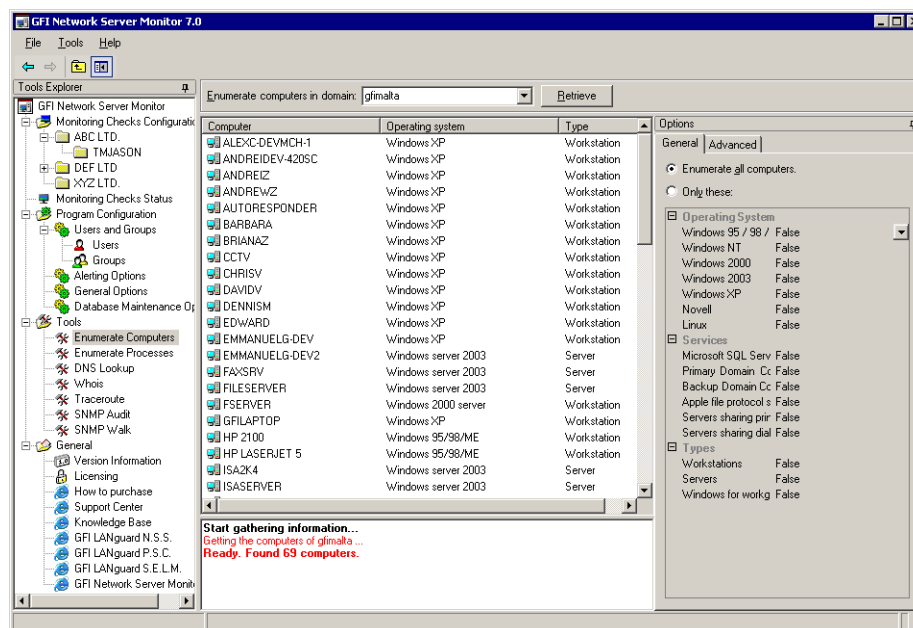 GFI Network Server Monitor 7.0
File Tools Help
Tools Explorer
GFI Network Server Monitor
Monitoring Checks Configuratic
ABC LTD.
TMJASON
DEF LTD
XYZ LTD.
Monitoring Checks Status
Program Configuration
Users and Groups
Users
Groups
Alerting Options
General Options
Database Maintenance Op
Tools
Enumerate Computers
Enumerate Processes
DNS Lookup
Whois
Traceroute
SNMP Audit
SNMP Walk
General
Version Information
Licensing
How to purchase
Support Center
Knowledge Base
GFI LANguard N.S.S.
GFI LANguard P.S.C.
GFI LANguard S.E.L.M.
GFI Network Server Monit
Enumerate computers in domain: gfimalta Retrieve
Computer Operating system Type
ALEXC-DEVMCH-1 Windows XP Workstation
ANDREIDEV-420SC Windows XP Workstation
ANDREIZ Windows XP Workstation
ANDREWZ Windows XP Workstation
AUTORESPONDER Windows XP Workstation
BARBARA Windows XP Workstation
BRIANAZ Windows XP Workstation
CCTV Windows XP Workstation
CHRISV Windows XP Workstation
DAVIDV Windows XP Workstation
DENNISM Windows XP Workstation
EDWARD Windows XP Workstation
EMMANUELG-DEV Windows XP Workstation
EMMANUELG-DEV2 Windows server 2003 Server
FAXSRV Windows server 2003 Server
FILESERVER Windows server 2003 Server
FSERVER Windows 2000 server Workstation
GFILAPTOP Windows XP Workstation
HP 2100 Windows 95/98/ME Workstation
HP LASERJET 5 Windows 95/98/ME Workstation
ISA2K4 Windows server 2003 Server
ISASERVER Windows server 2003 Server
Start gathering information...
Getting the computers of gfimalta ...
Ready. Found 69 computers.
Options
General Advanced
Enumerate all computers.
Only these:
Operating System
Windows 95 / 98 / False
Windows NT False
Windows 2000 False
Windows 2003 False
Windows XP False
Novell False
Linux False
Services
Microsoft SQL Serv False
Primary Domain Cc False
Backup Domain Cc False
Apple file protocol s False
Servers sharing prir False
Servers sharing dial False
Types
Workstations False
Servers False
Windows for workg False